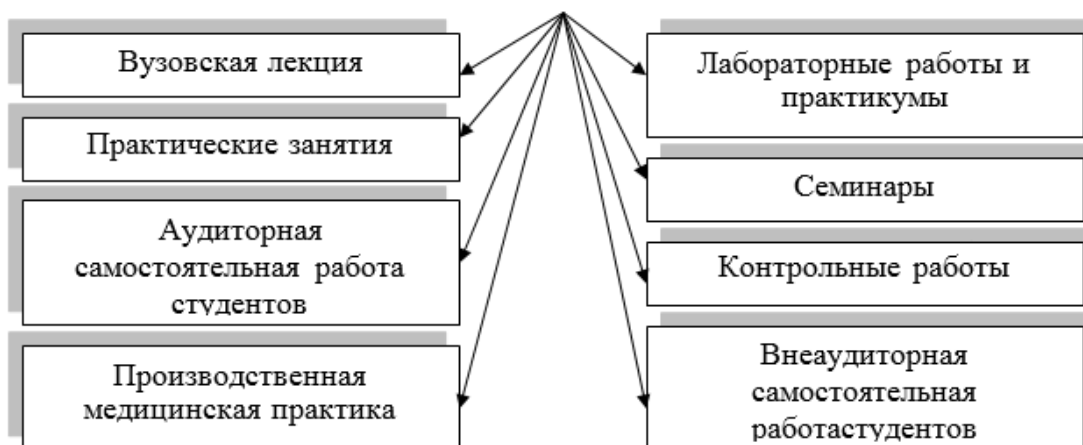 Вузовская лекция
Практические занятия
Аудиторная
самостоятельная работа
студентов
Производственная
медицинская практика
Лабораторные работы и
практикумы
Семинары
Контрольные работы
Внеаудиторная
самостоятельная
работастудентов